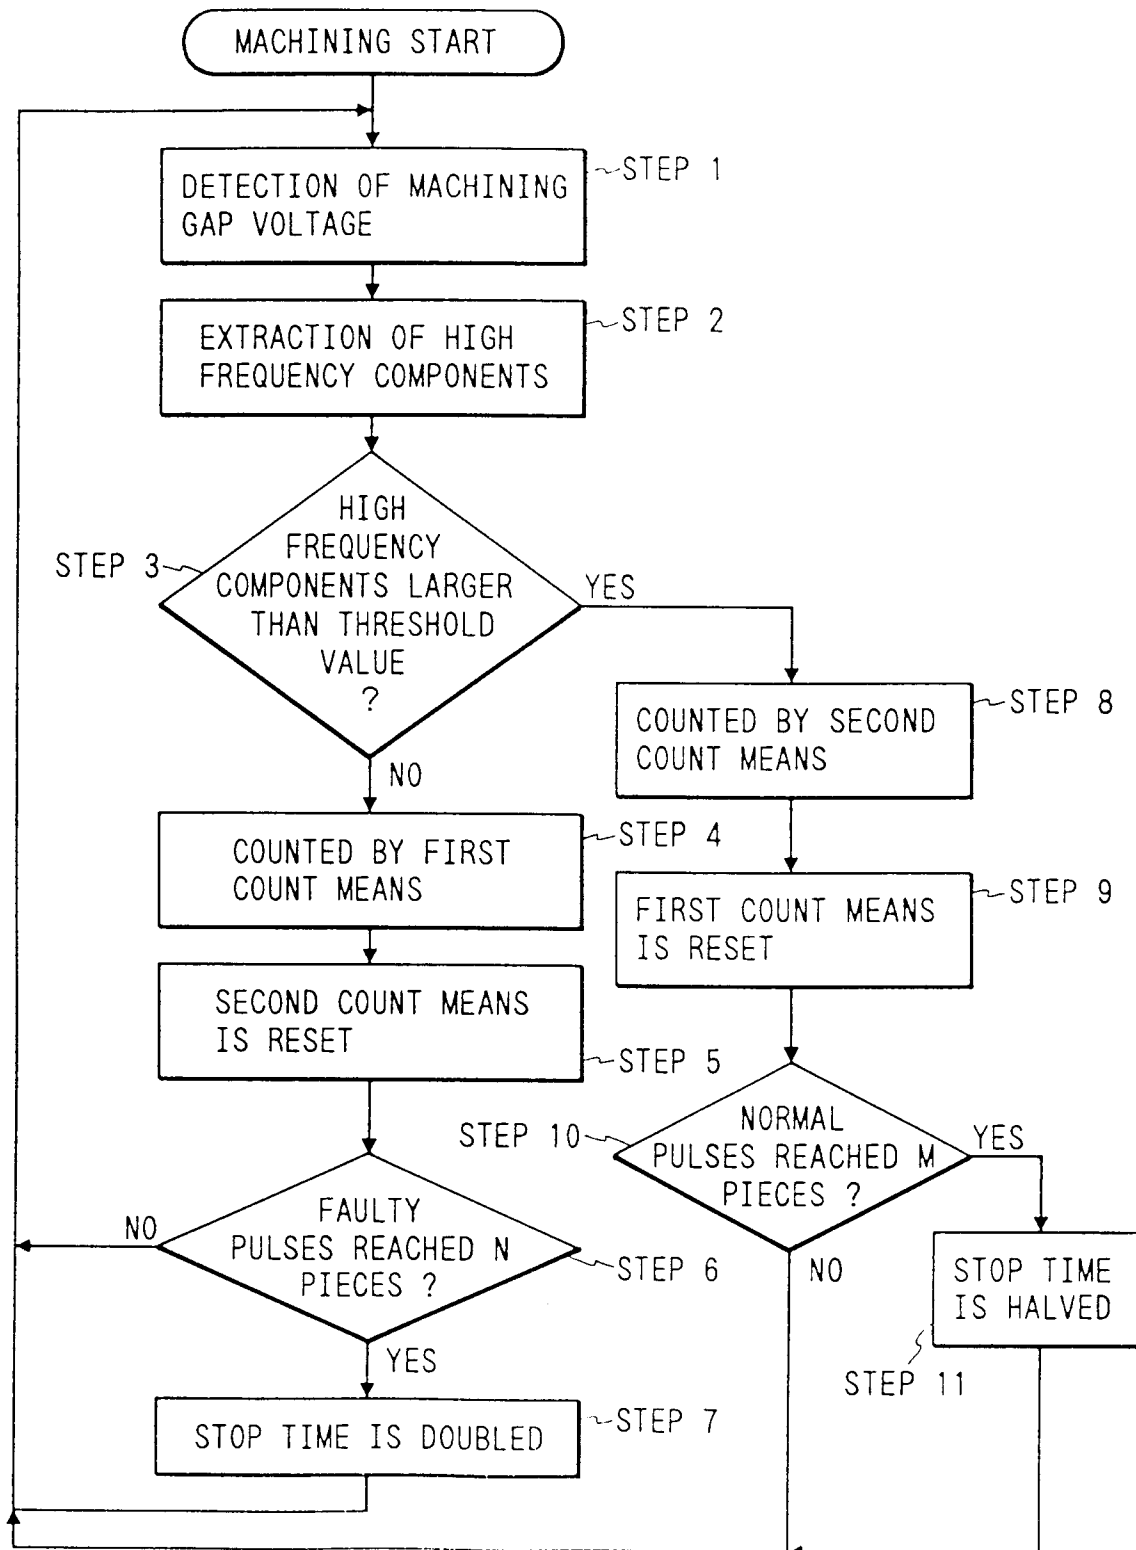 MACHINING START
DETECTION OF MACHINING
GAP VOLTAGE
STEP 1
EXTRACTION OF HIGH
FREQUENCY COMPONENTS
STEP 2
HIGH
FREQUENCY
COMPONENTS LARGER
THAN THRESHOLD
VALUE
?
STEP 3
YES
NO
COUNTED BY FIRST
COUNT MEANS
STEP 4
SECOND COUNT MEANS
IS RESET
STEP 5
FAULTY
PULSES REACHED N
PIECES ?
STEP 6
NO
YES
STOP TIME IS DOUBLED
STEP 7
COUNTED BY SECOND
COUNT MEANS
STEP 8
FIRST COUNT MEANS
IS RESET
STEP 9
NORMAL
PULSES REACHED M
PIECES ?
STEP 10
YES
NO
STOP TIME
IS HALVED
STEP 11